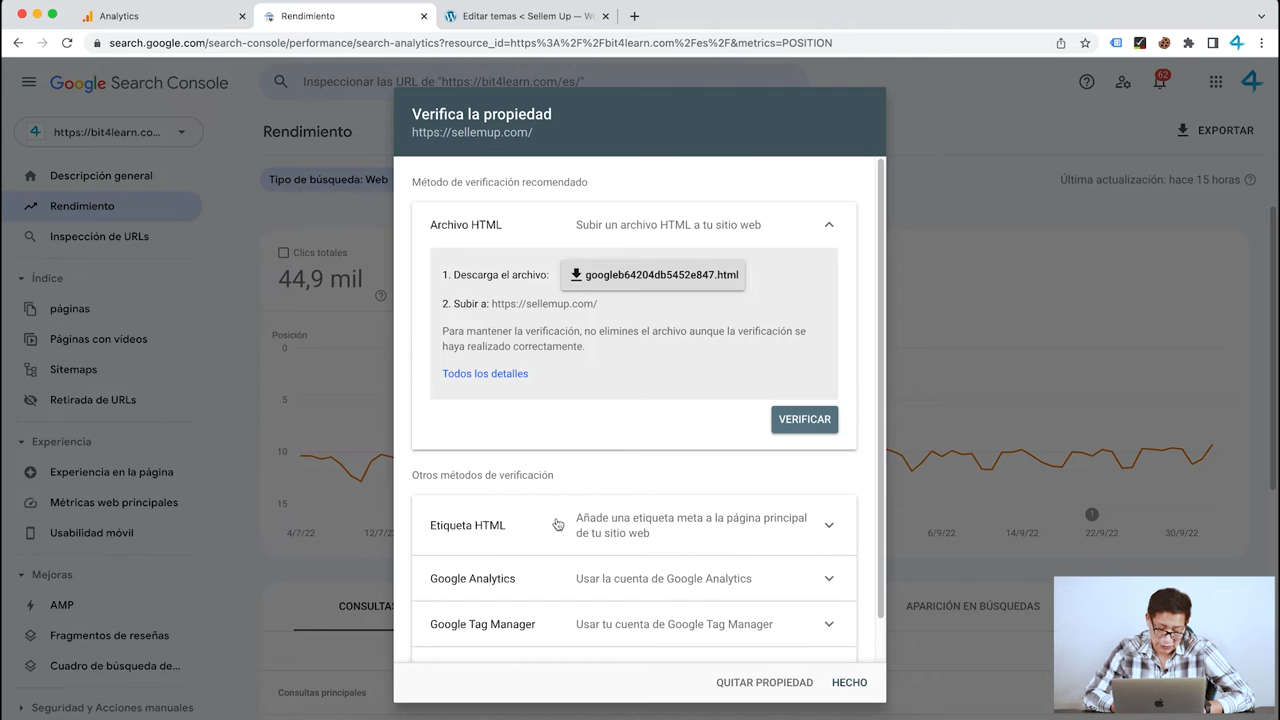 Analytics
Rendimiento
Editar temas < Sellem Up — W
search.google.com/search-console/performance/search-analytics?resource_id=https%3A%2F%2Fbit4learn.com%2Fes%2F&metrics=POSITION
Google Search Console
Inspeccionar las URL de "https://bit4learn.com/es/"
62
https://bit4learn.co...
Rendimiento
EXPORTAR
Tipo de búsqueda: Web
Última actualización: hace 15 horas
Descripción general
Rendimiento
Inspección de URLs
Índice
páginas
Páginas con vídeos
Sitemaps
Retirada de URLs
Experiencia
Experiencia en la página
Métricas web principales
Usabilidad móvil
Mejoras
AMP
Fragmentos de reseñas
Cuadro de búsqueda de...
Seguridad y Acciones manuales
Clics totales
44,9 mil
Posición
0
5
10
15
4/7/22
12/7/2
1
6/9/22
14/9/22
22/9/22
30/9/22
CONSULTAS
APARICIÓN EN BÚSQUEDAS
Consultas principales
Verifica la propiedad
https://sellemup.com/
Método de verificación recomendado
Archivo HTML
Subir un archivo HTML a tu sitio web
1. Descarga el archivo:
googleb64204db5452e847.html
2. Subir a: https://sellemup.com/
Para mantener la verificación, no elimines el archivo aunque la verificación se
haya realizado correctamente.
Todos los detalles
VERIFICAR
Otros métodos de verificación
Etiqueta HTML
Añade una etiqueta meta a la página principal
de tu sitio web
Google Analytics
Usar la cuenta de Google Analytics
Google Tag Manager
Usar tu cuenta de Google Tag Manager
QUITAR PROPIEDAD
HECHO